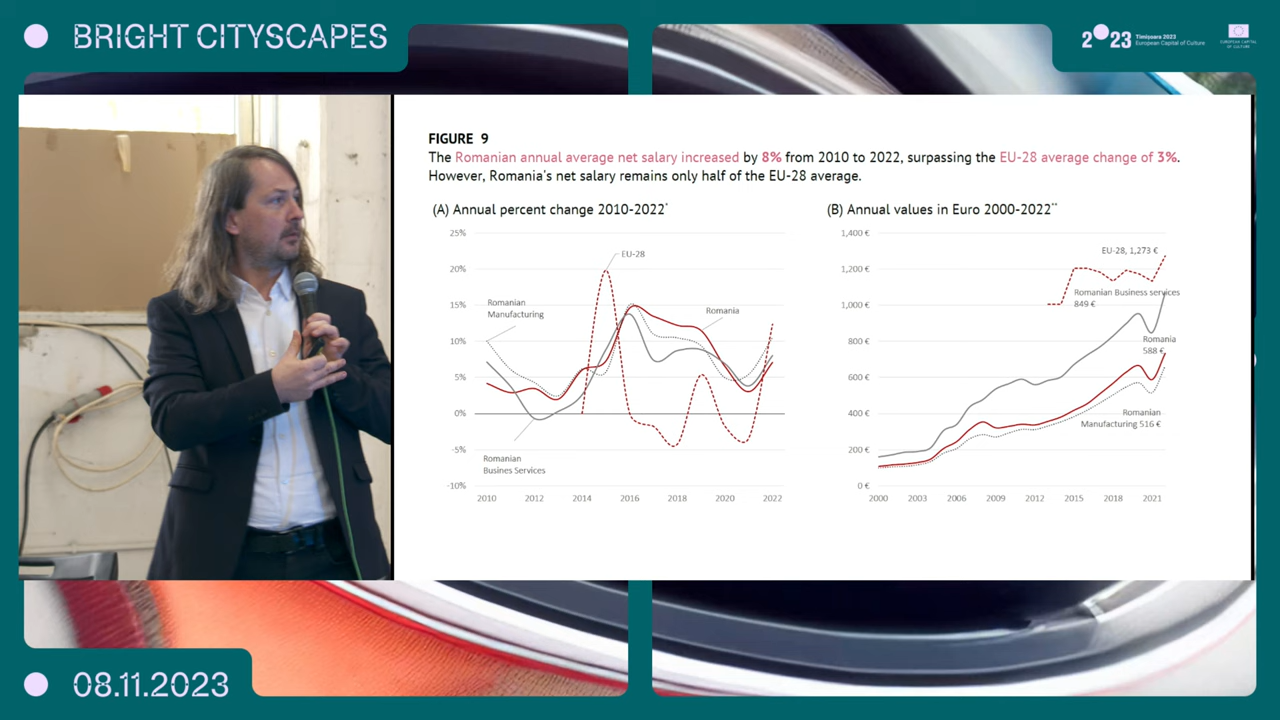 BRIGHT CITYSCAPES
2023
Timișoara 2023
European Capital of Culture
EUROPEAN CAPITAL
OF CULTURE
FIGURE 9
The Romanian annual average net salary increased by 8% from 2010 to 2022, surpassing the EU-28 average change of 3%.
However, Romania's net salary remains only half of the EU-28 average.
(A) Annual percent change 2010-2022*
25%
20%
15%
10%
5%
0%
-5%
-10%
EU-28
Romanian
Manufacturing
Romania
Romanian
Busines Services
2010 2012 2014 2016 2018 2020 2022
(B) Annual values in Euro 2000-2022**
1,400 €
1,200 €
1,000 €
800 €
600 €
400 €
200 €
0 €
EU-28, 1,273 €
Romanian Business services
849 €
Romania
588 €
Romanian
Manufacturing 516 €
2000 2003 2006 2009 2012 2015 2018 2021
08.11.2023